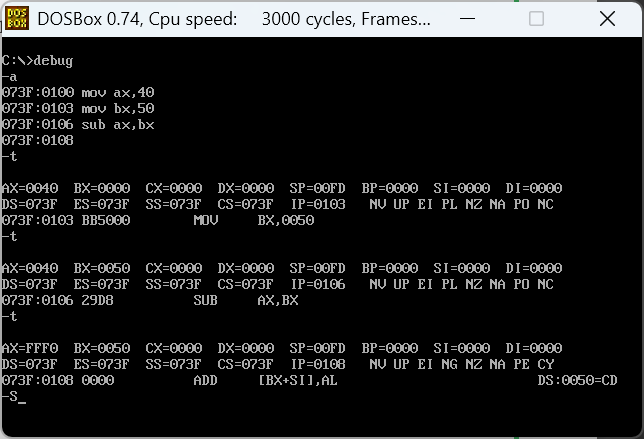 DOS BOX
DOSBox 0.74, Cpu speed: 3000 cycles, Frames...
C:\>debug
-a
073F:0100 mov ax,40
073F:0103 mov bx,50
073F:0106 sub ax,bx
073F:0108
-t
AX=0040 BX=0000 CX=0000 DX=0000 SP=00FD BP=0000 SI=0000 DI=0000
DS=073F ES=073F SS=073F CS=073F IP=0103 NV UP EI PL NZ NA PO NC
073F:0103 BB5000 MOV BX,0050
-t
AX=0040 BX=0050 CX=0000 DX=0000 SP=00FD BP=0000 SI=0000 DI=0000
DS=073F ES=073F SS=073F CS=073F IP=0106 NV UP EI PL NZ NA PO NC
073F:0106 29D8 SUB AX,BX
-t
AX=FFF0 BX=0050 CX=0000 DX=0000 SP=00FD BP=0000 SI=0000 DI=0000
DS=073F ES=073F SS=073F CS=073F IP=0108 NV UP EI NG NZ NA PE CY
073F:0108 0000 ADD [BX+SI],AL DS:0050=CD
-S_